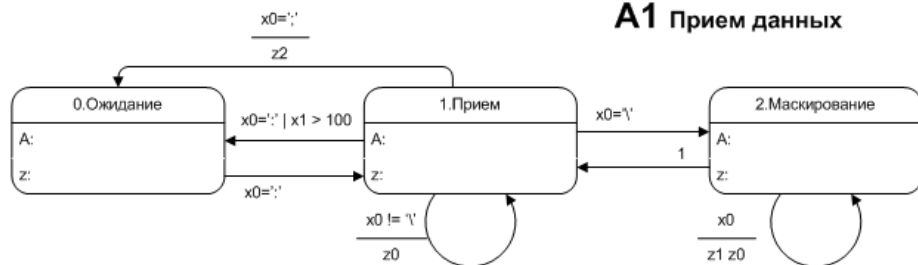 A1 Прием данных
x0=';'
z2
0.Ожидание
A:
z:
x0=':' | x1 > 100
x0=':'
1.Прием
A:
z:
x0='\'
1
2.Маскирование
A:
z:
x0 != '\'
z0
x0
z1 z0